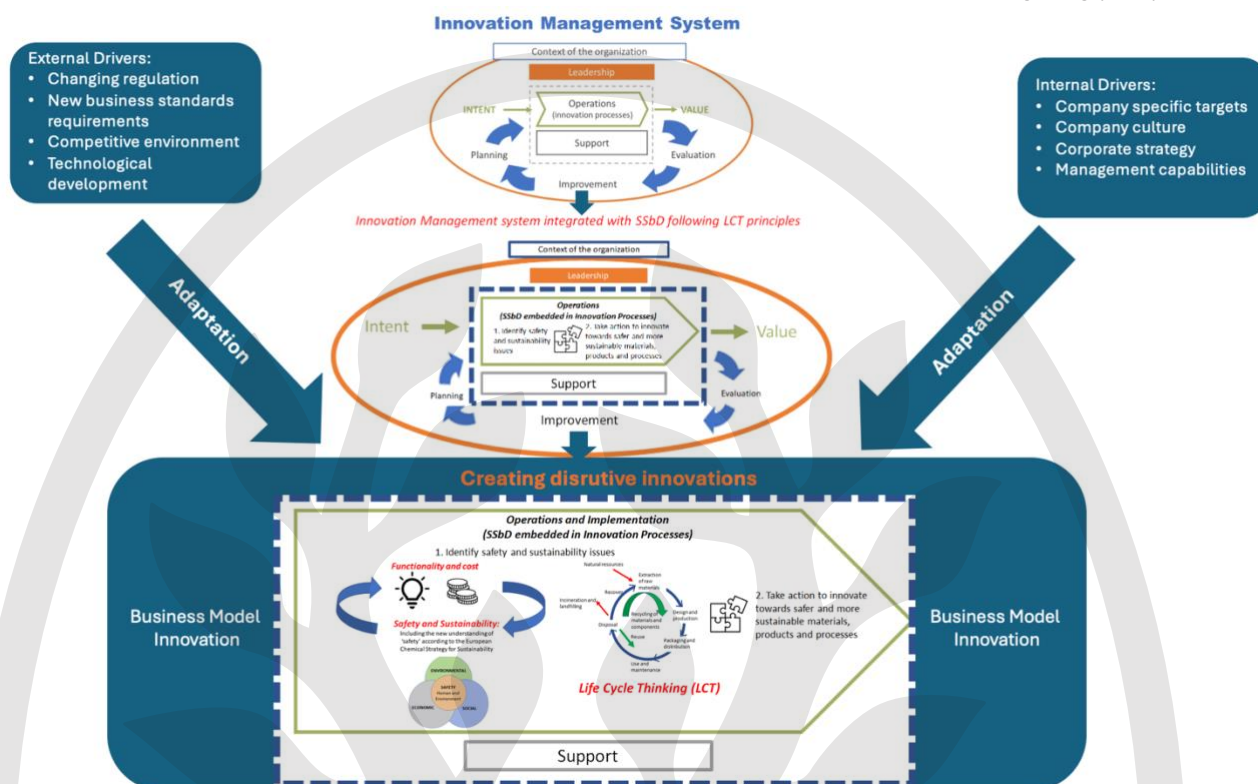 Innovation Management System
External Drivers:
• Changing regulation
• New business standards
requirements
• Competitive environment
• Technological
development
Context of the organization
Leadership
INTENT
Operations
(innovation processes)
VALUE
Support
Planning
Evaluation
Improvement
Internal Drivers:
• Company specific targets
• Company culture
• Corporate strategy
• Management capabilities
Innovation Management system integrated with SSbD following LCT principles
Adaptation
Adaptation
Context of the organization
Leadership
Intent
Operations
(SSbD embedded in Innovation Processes)
1. Identify safety
and sustainability
issues
2. Take action to innovate
towards safer and more
sustainable materials,
products and processes
Value
Support
Planning
Evaluation
Improvement
Creating disrutive innovations
Business Model
Innovation
Operations and Implementation
(SSbD embedded in Innovation Processes)
1. Identify safety and sustainability issues
Functionality and cost
Safety and Sustainability:
Including the new understanding of
'safety' according to the European
Chemical Strategy for Sustainability
ENVIRONMENTAL
SAFETY
Human and
Environment
ECONOMIC
SOCIAL
Natural resources
Extraction
of raw
materials
Recovery
Incineration and
landfilling
Recycling of
materials and
components
Design and
production
Disposal
Reuse
Packaging and
distribution
Use and
maintenance
Life Cycle Thinking (LCT)
2. Take action to innovate
towards safer and more
sustainable materials,
products and processes
Support
Business Model
Innovation